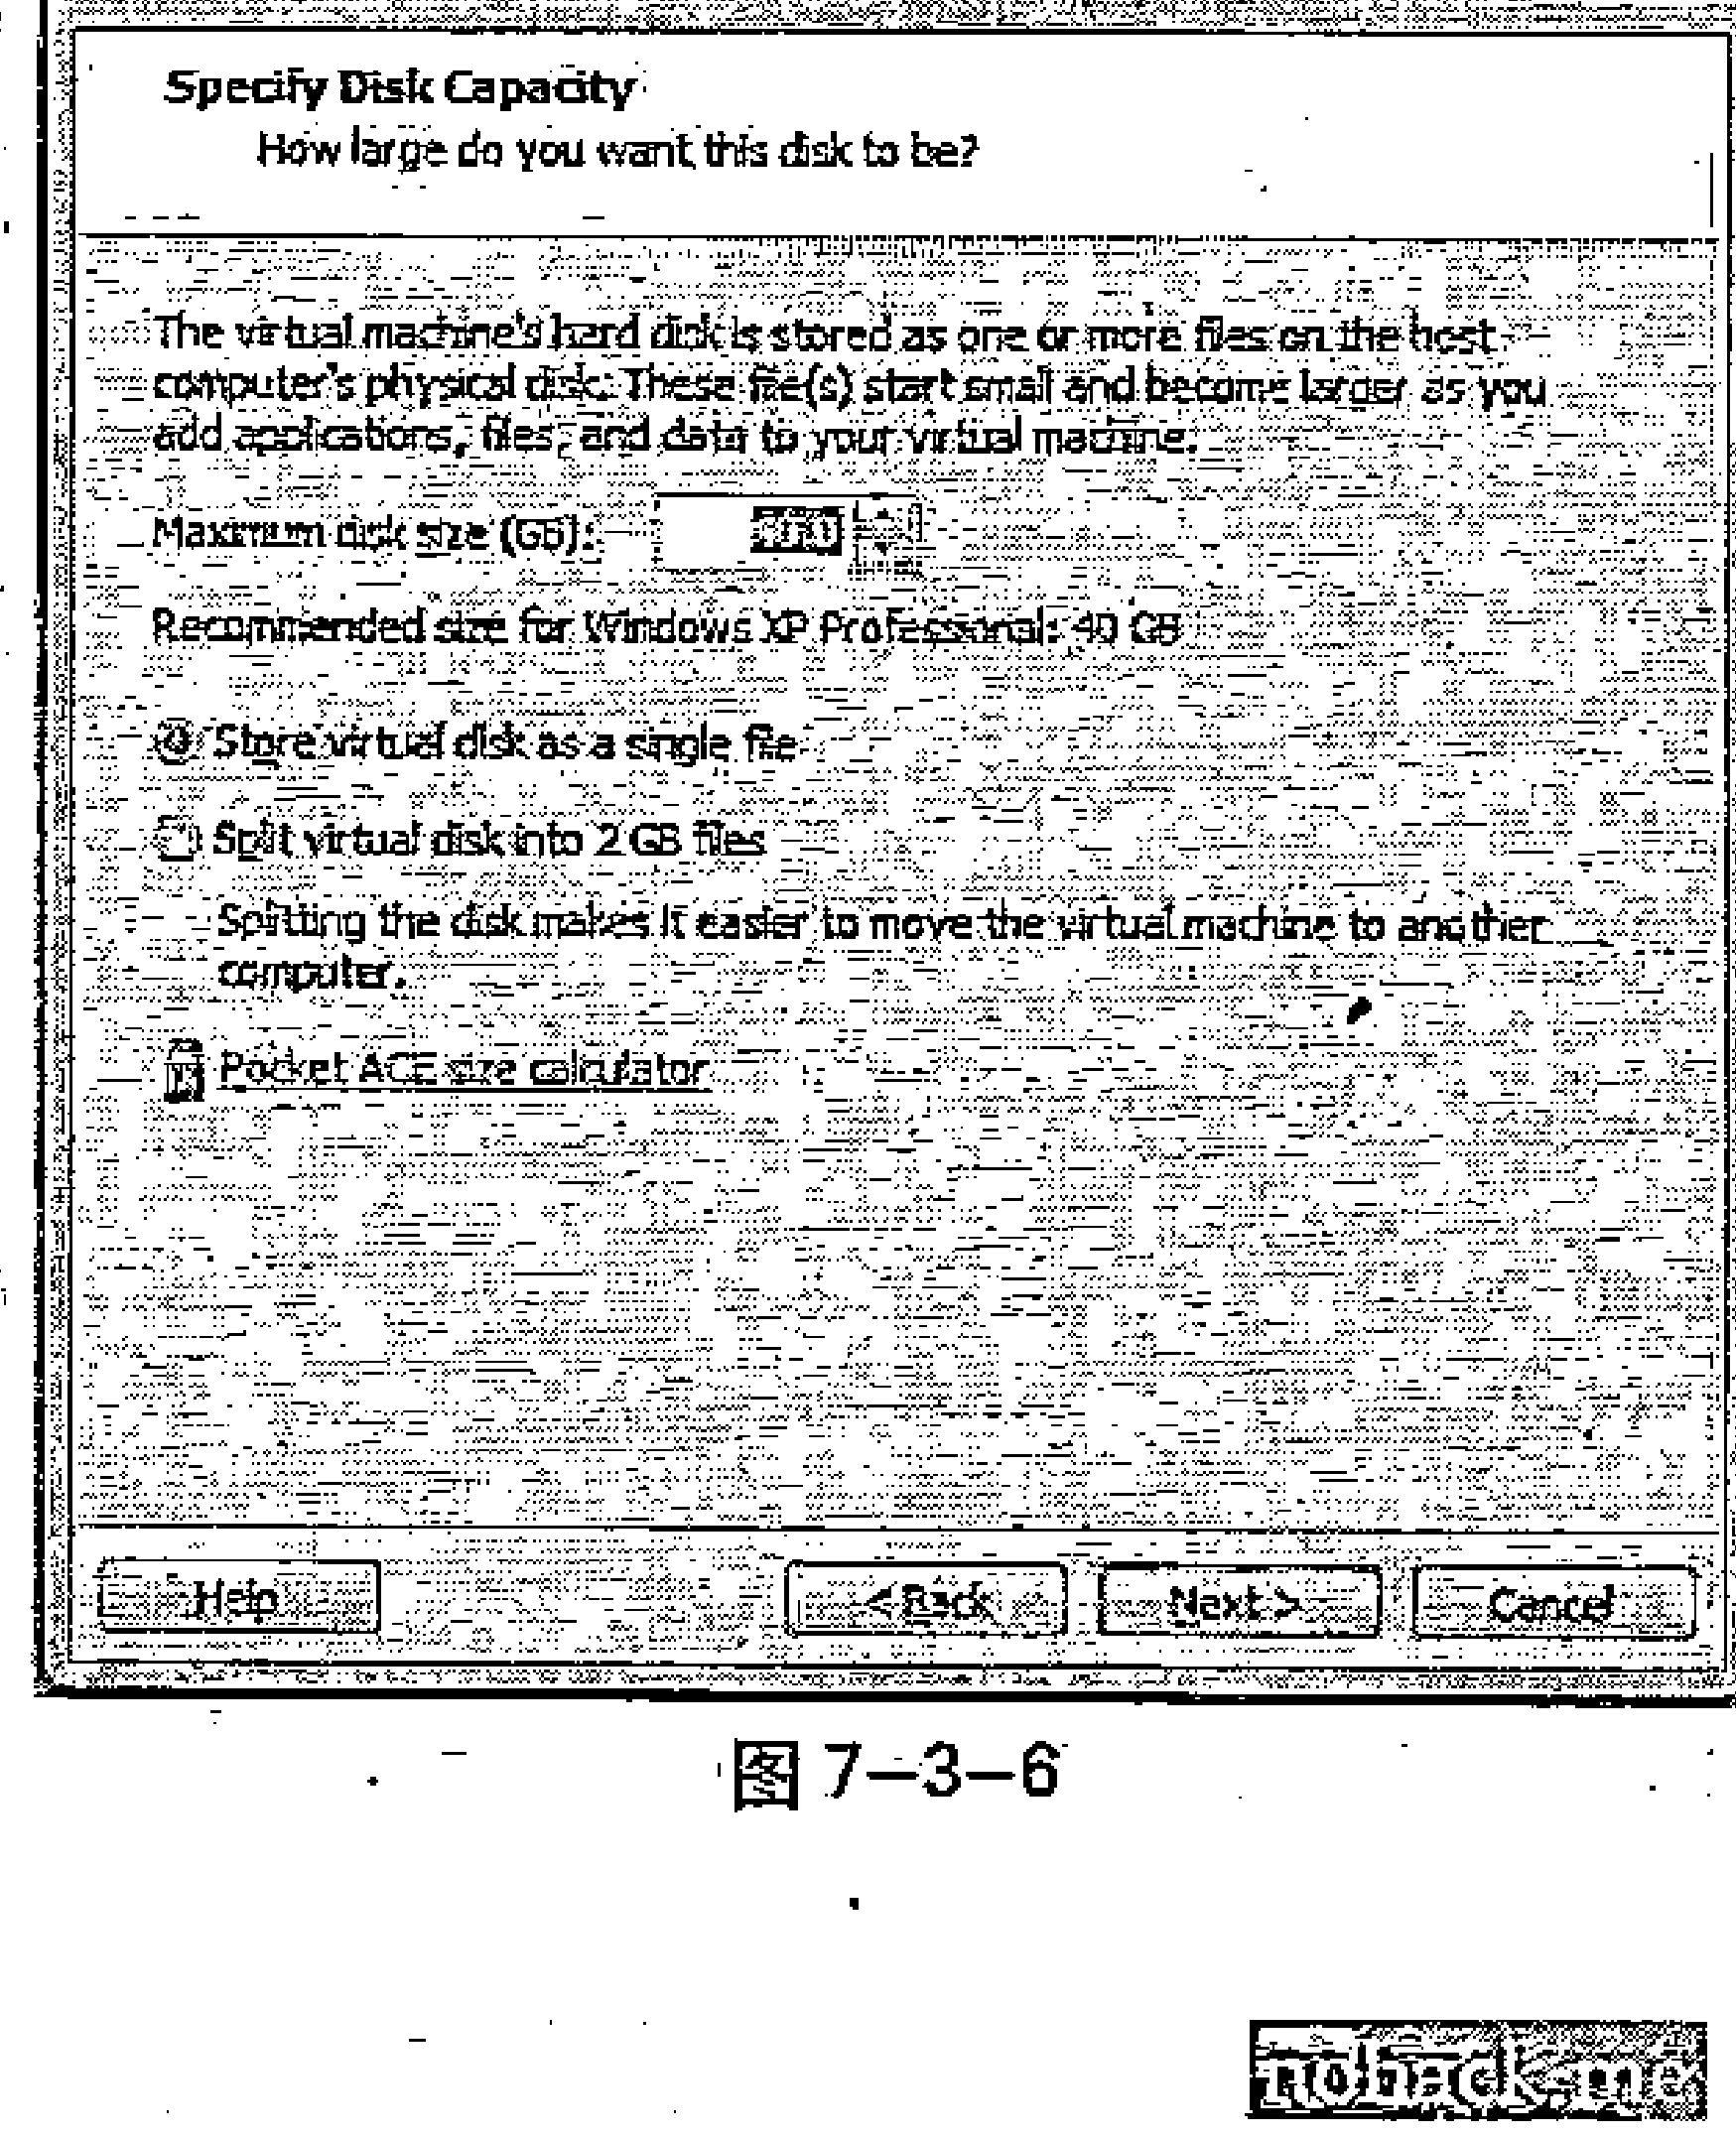 Specify Disk Capacity
How large do you want this disk to be?
The virtual machine's hard disk is stored as one or more files on the host
computer's physical disk. These file(s) start small and become larger as you
add applications, files, and data to your virtual machine.
Maximum disk size (GB):
Recommended size for Windows XP Professional: 40 GB
Store virtual disk as a single file
Split virtual disk into 2 GB files
Splitting the disk makes it easier to move the virtual machine to another
computer.
Pocket ACE size calculator
Help
< Back
Next >
Cancel
图 7-3-6